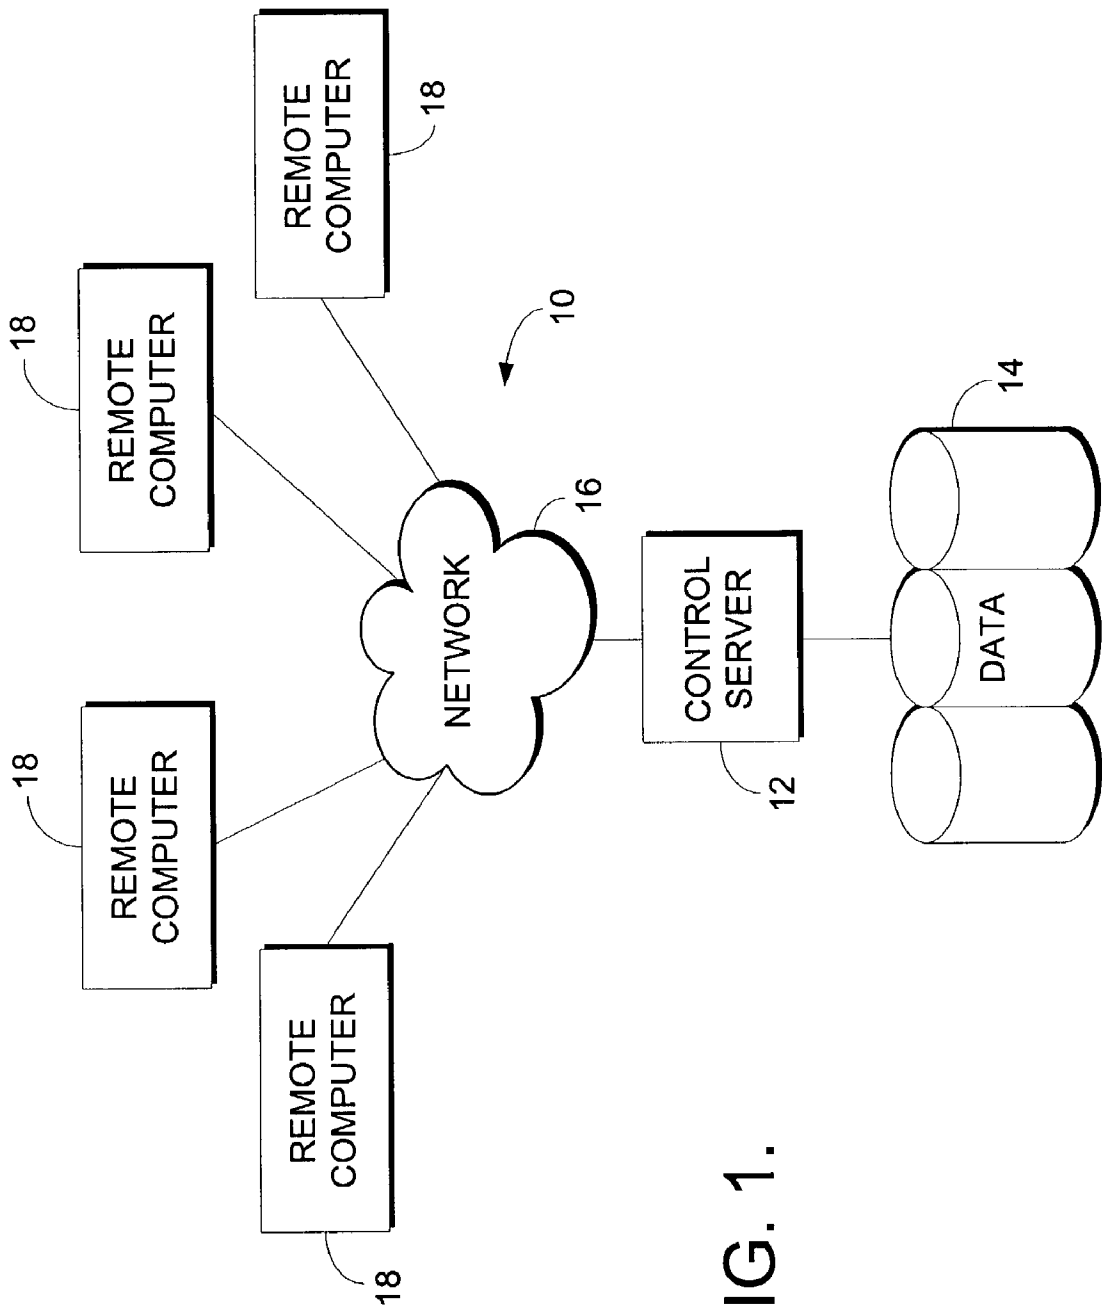 18
REMOTE
COMPUTER
18
REMOTE
COMPUTER
18
REMOTE
COMPUTER
REMOTE
COMPUTER
18
NETWORK
16
10
CONTROL
SERVER
12
DATA
14
IG. 1.